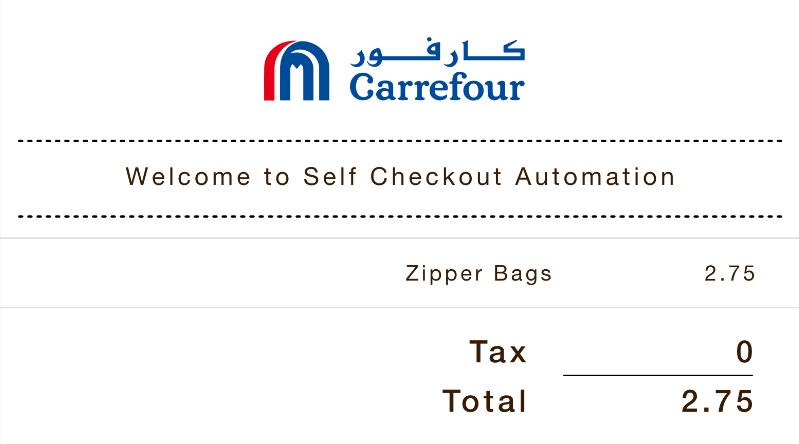 كارفور
Carrefour
Welcome to Self Checkout Automation
Zipper Bags 2.75
Tax 0
Total 2.75